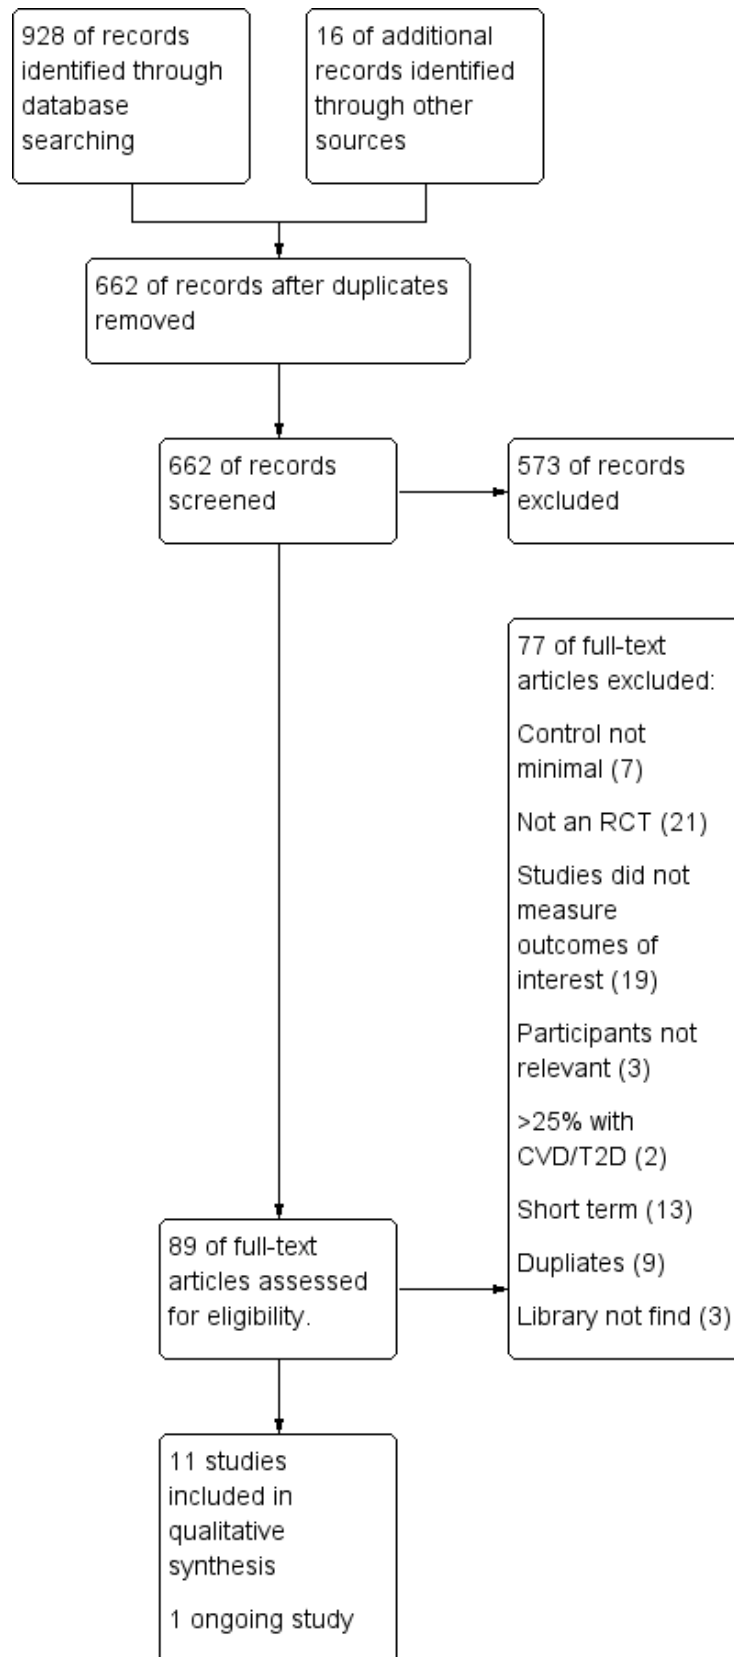 928 of records
identified through
database
searching
16 of additional
records identified
through other
sources
662 of records after duplicates
removed
662 of records
screened
573 of records
excluded
77 of full-text
articles excluded:
Control not
minimal (7)
Not an RCT (21)
Studies did not
measure
outcomes of
interest (19)
Participants not
relevant (3)
>25% with
CVD/T2D (2)
Short term (13)
Dupliates (9)
Library not find (3)
89 of full-text
articles assessed
for eligibility.
11 studies
included in
qualitative
synthesis
1 ongoing study